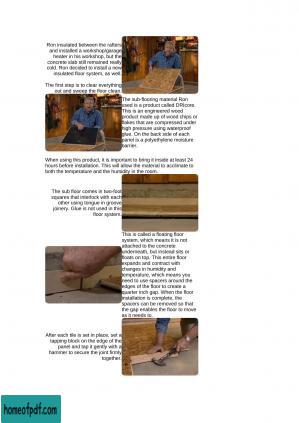 Ron insulated between the rafters
and installed a workshop/garage
heater in his workshop, but the
concrete slab still remained really
cold. Ron decided to install a new
insulated floor system, as well.
The first step is to clear everything
out and sweep the floor clean.
The sub-flooring material Ron
used is a product called DRIcore.
This is an engineered wood
product made up of wood chips or
flakes that are compressed under
high pressure using waterproof
glue. On the back side of each
panel is a polyethylene moisture
barrier.
When using this product, it is important to bring it inside at least 24
hours before installation. This will allow the material to acclimate to
both the temperature and the humidity in the room.
The sub floor comes in two-foot
squares that interlock with each
other using tongue in groove
joinery. Glue is not used in this
floor system.
This is called a floating floor
system, which means it is not
attached to the concrete
underneath, but instead sits or
floats on top. This entire floor
expands and contract with
changes in humidity and
temperature, which means you
need to use spacers around the
edges of the floor to create a
quarter inch gap. When the floor
installation is complete, the
spacers can be removed so that
the gap enables the floor to move
as it needs to.
After each tile is set in place, set a
tapping block on the edge of the
panel and tap it gently with a
hammer to secure the joint firmly
together.
homeofpdf.com